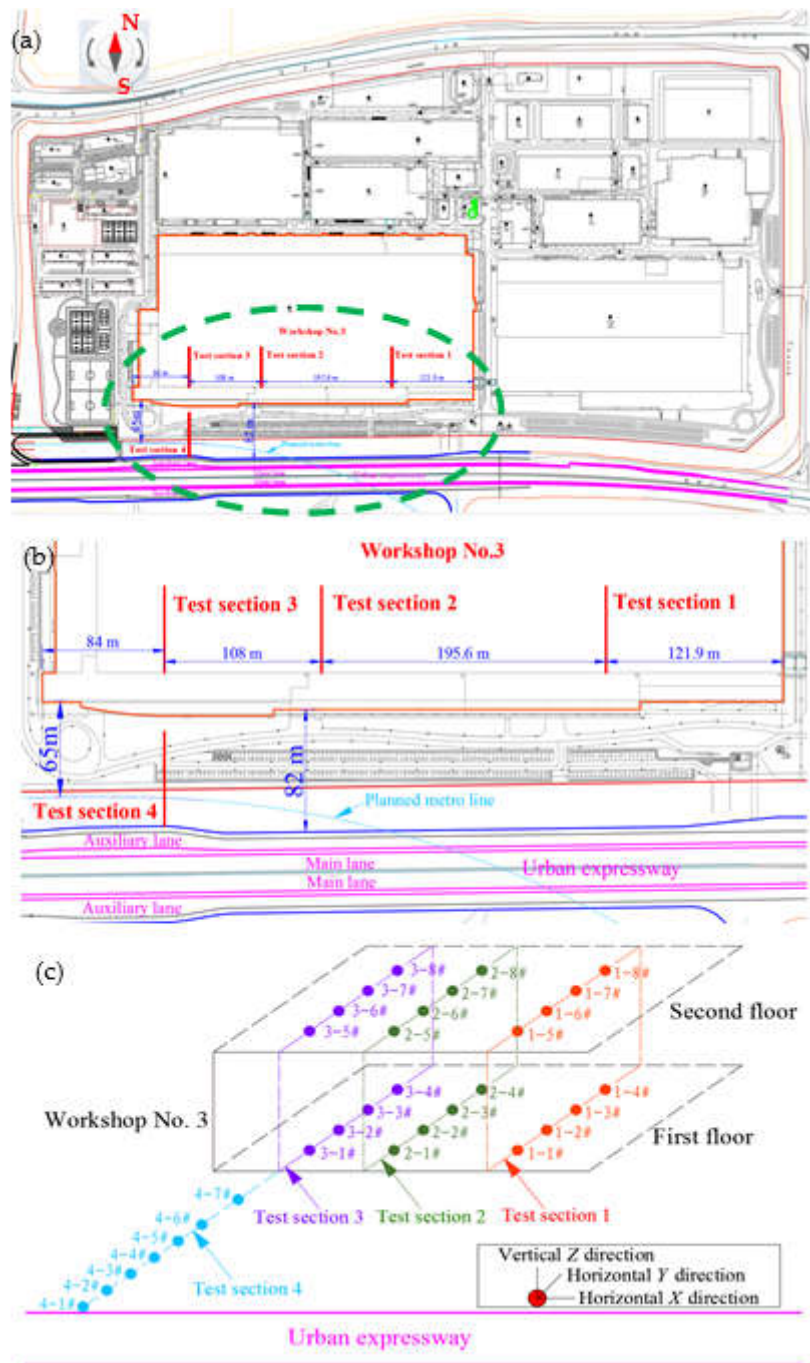 (a)
N
S
Workshop No.3
Test section 3
Test section 2
Test section 1
108 m
Test section 4
(b)
Workshop No.3
Test section 3
Test section 2
Test section 1
84 m
108 m
195.6 m
121.9 m
65m
82 m
Test section 4
Planned metro line
Auxiliary lane
Main lane
Urban expressway
Main lane
Auxiliary lane
(c)
3-8#
2-8#
1-8#
3-7#
2-7#
1-7#
3-6#
2-6#
1-6#
3-5#
2-5#
1-5#
Second floor
3-4#
2-4#
1-4#
Workshop No. 3
3-3#
2-3#
1-3#
3-2#
2-2#
1-2#
First floor
3-1#
2-1#
1-1#
4-7#
Test section 3
Test section 2
Test section 1
4-6#
4-5#
4-4#
4-3#
4-2#
4-1#
Test section 4
Vertical Z direction
Horizontal Y direction
Horizontal X direction
Urban expressway